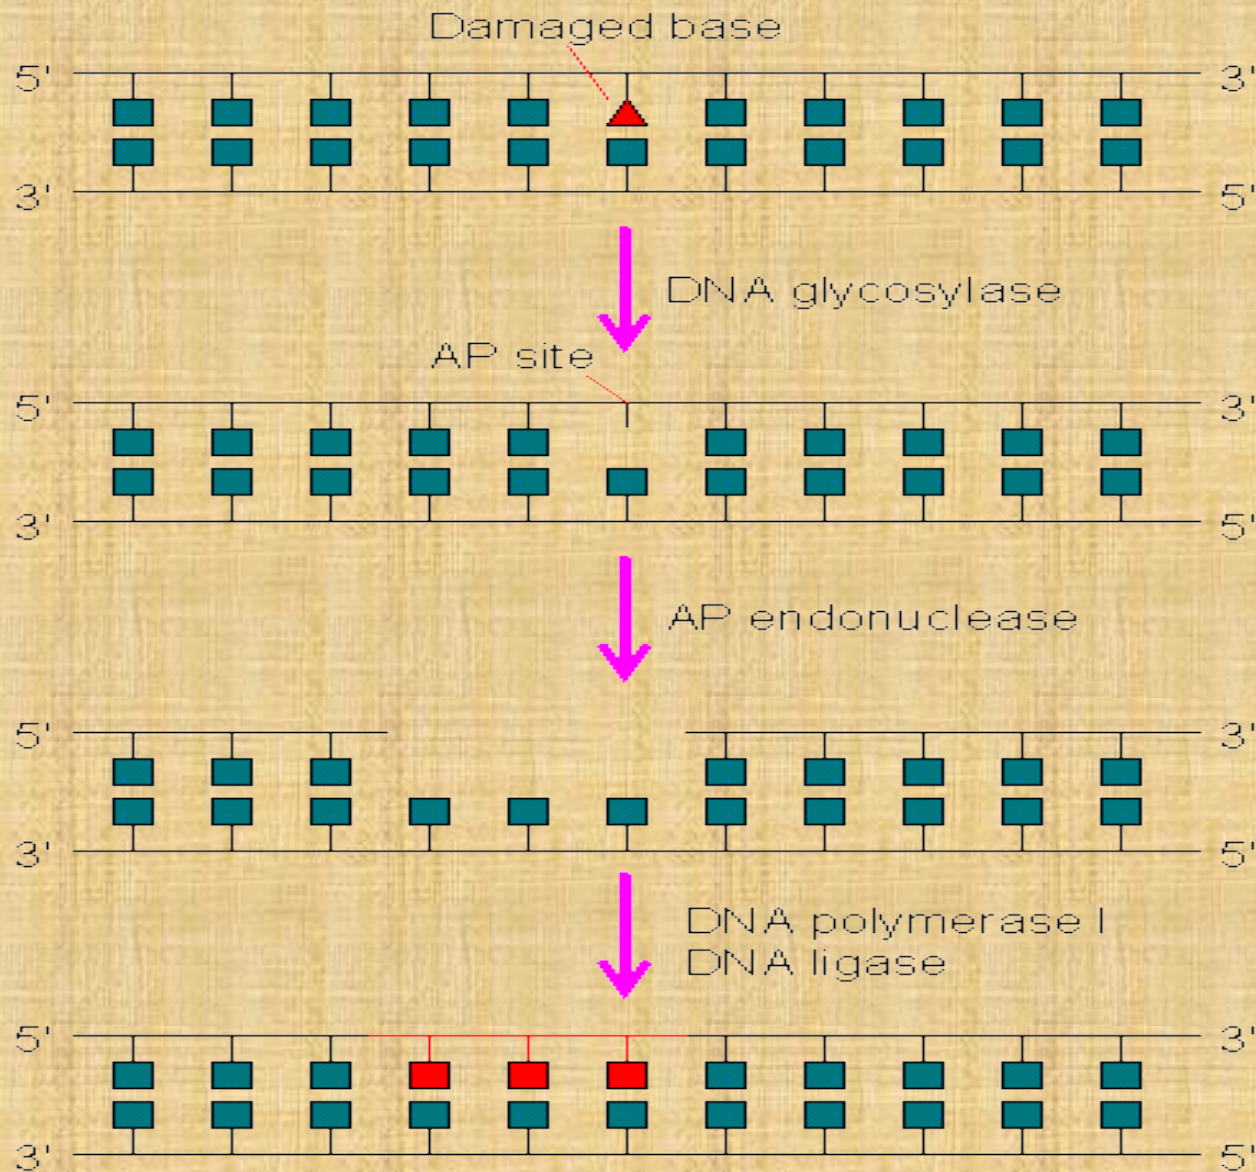 Damaged base
5' 3'
3' 5'
DNA glycosylase
AP site
5' 3'
3' 5'
AP endonuclease
5' 3'
3' 5'
DNA polymerase I
DNA ligase
5' 3'
3' 5'